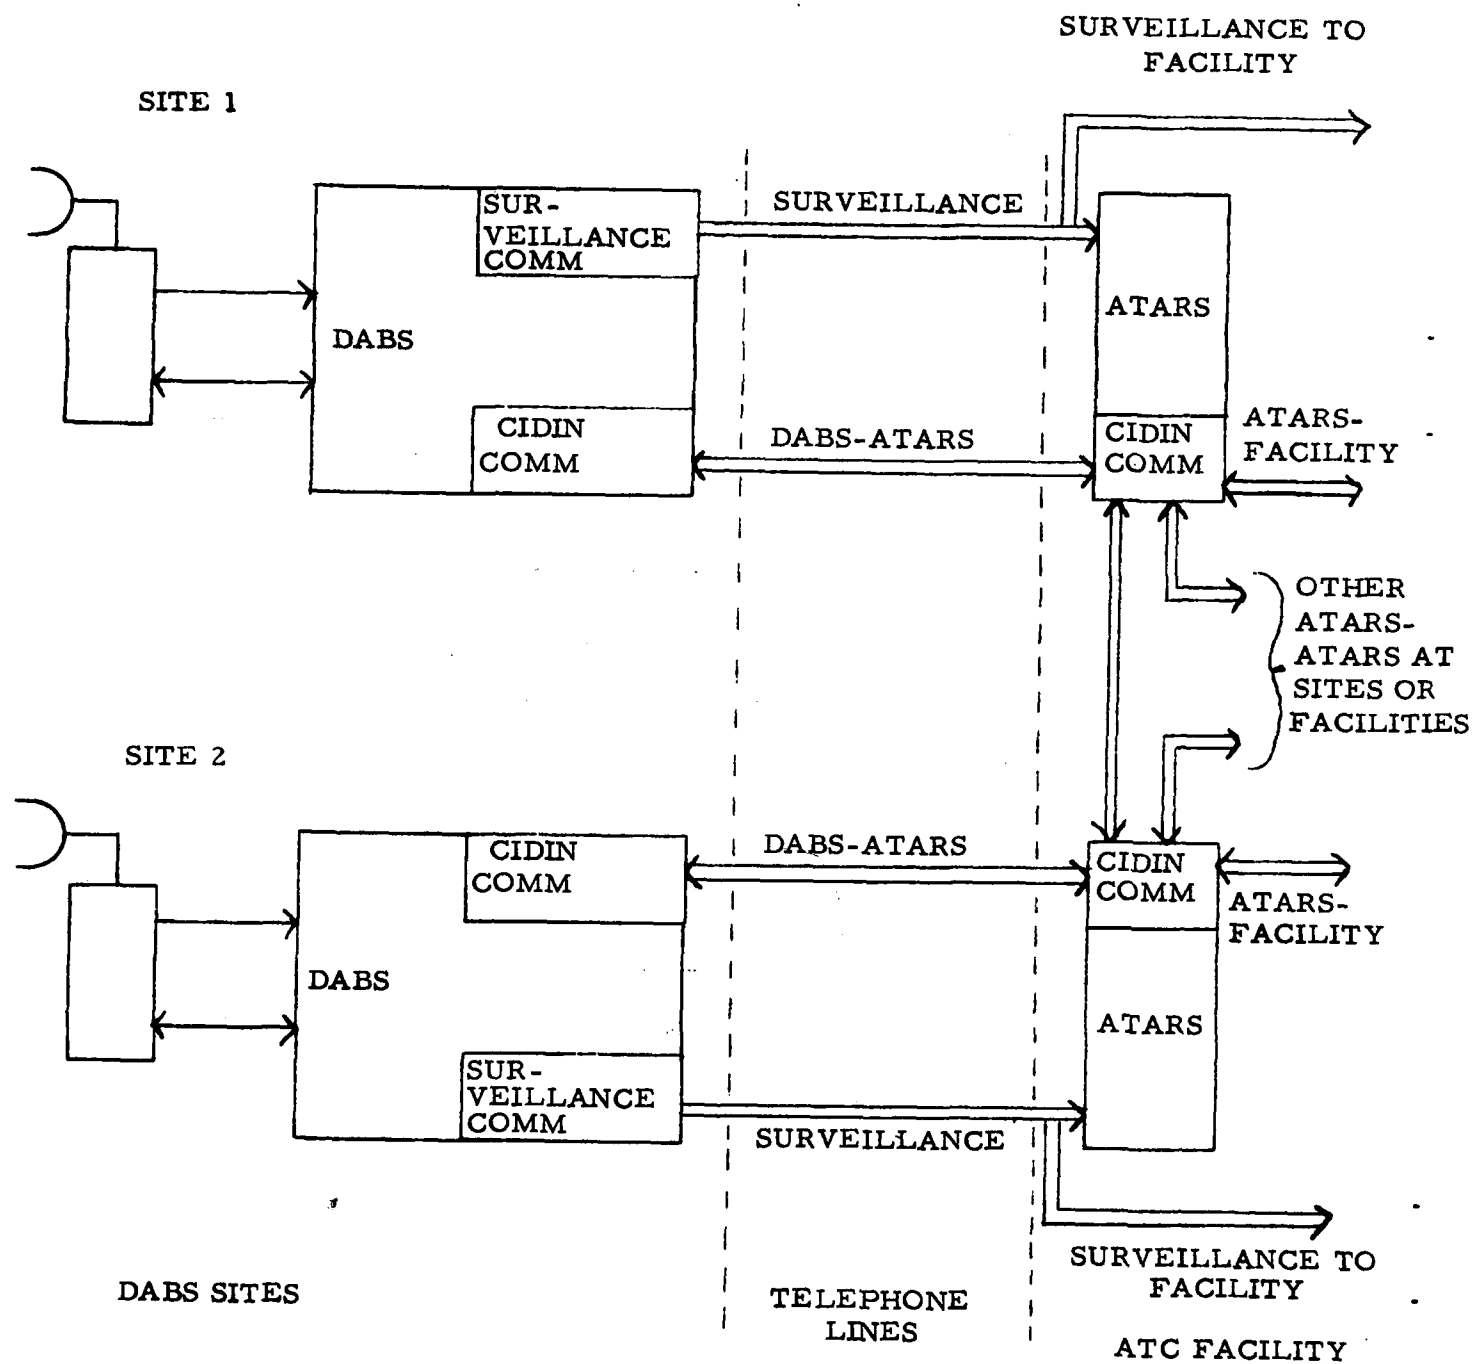 SURVEILLANCE TO
FACILITY
SITE 1
SUR-
VEILLANCE
COMM
SURVEILLANCE
DABS
ATARS
CIDIN
COMM
DABS-ATARS
CIDIN
COMM
ATARS-
FACILITY
OTHER
ATARS-
ATARS AT
SITES OR
FACILITIES
SITE 2
CIDIN
COMM
DABS-ATARS
CIDIN
COMM
ATARS-
FACILITY
DABS
ATARS
SUR-
VEILLANCE
COMM
SURVEILLANCE
SURVEILLANCE TO
FACILITY
DABS SITES
TELEPHONE
LINES
ATC FACILITY